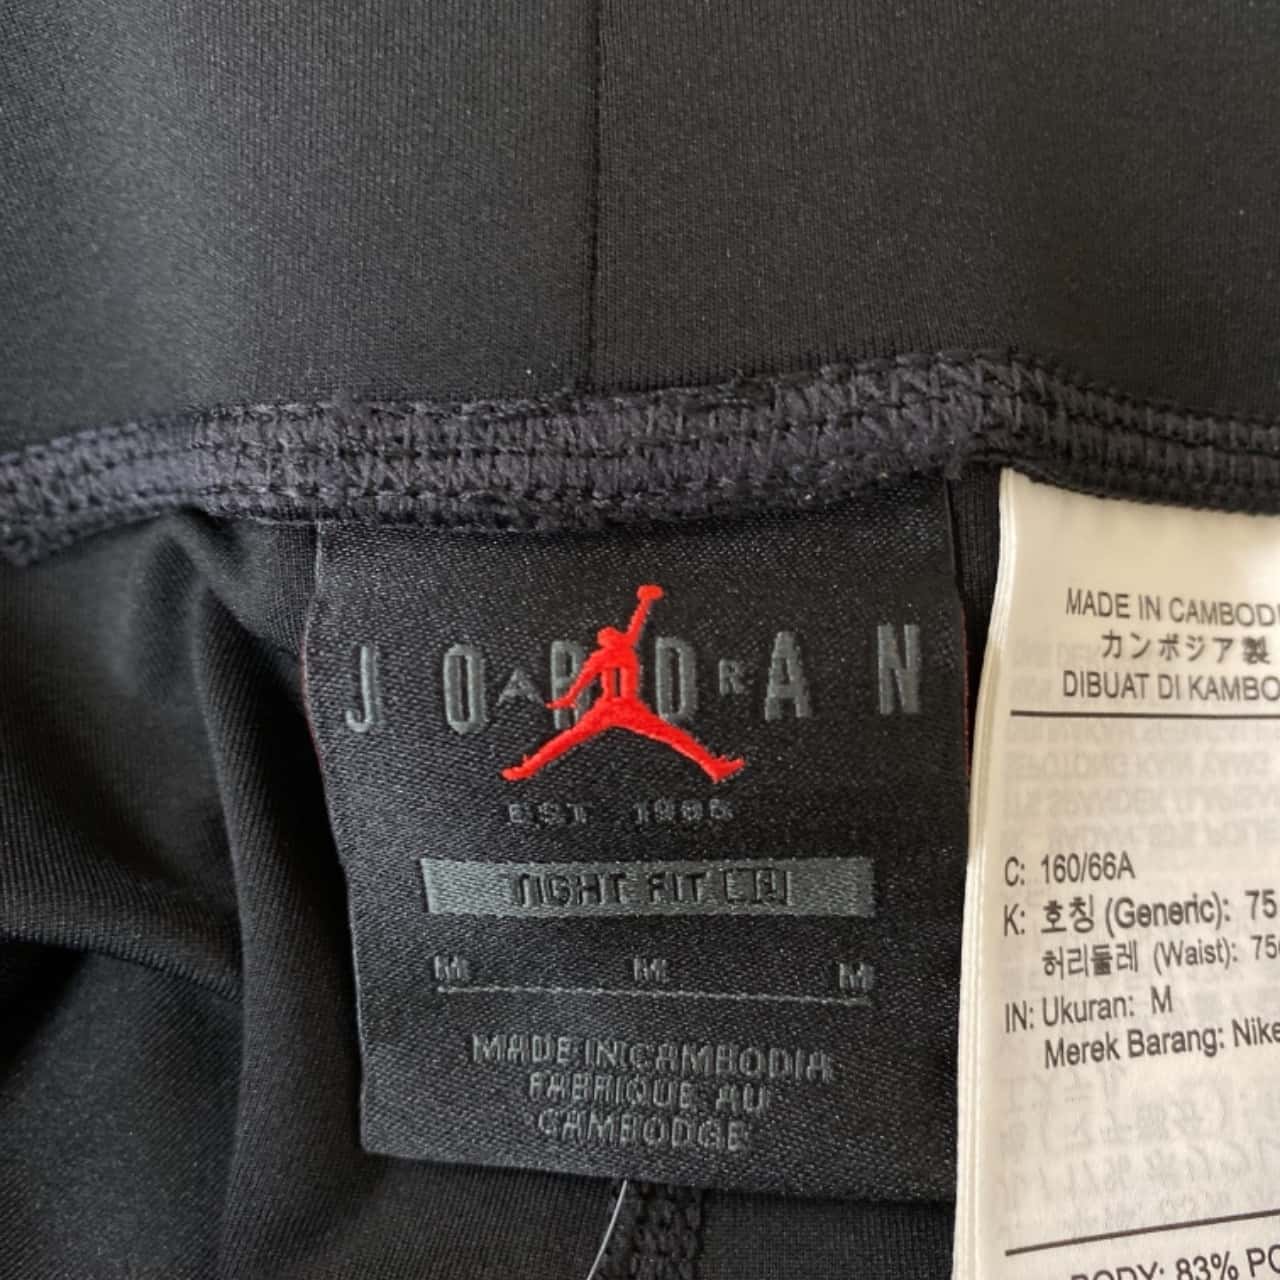 JORDAN
AIR
EST 1985
TIGHT FIT
M M M
MADE IN CAMBODIA
FABRIQUE AU
CAMBODGE
MADE IN CAMBODI
カンボジア製
DIBUAT DI KAMBO
C: 160/66A
K: 호칭 (Generic): 75
허리둘레 (Waist): 75
IN: Ukuran: M
Merek Barang: Nike
BODY: 83% PO